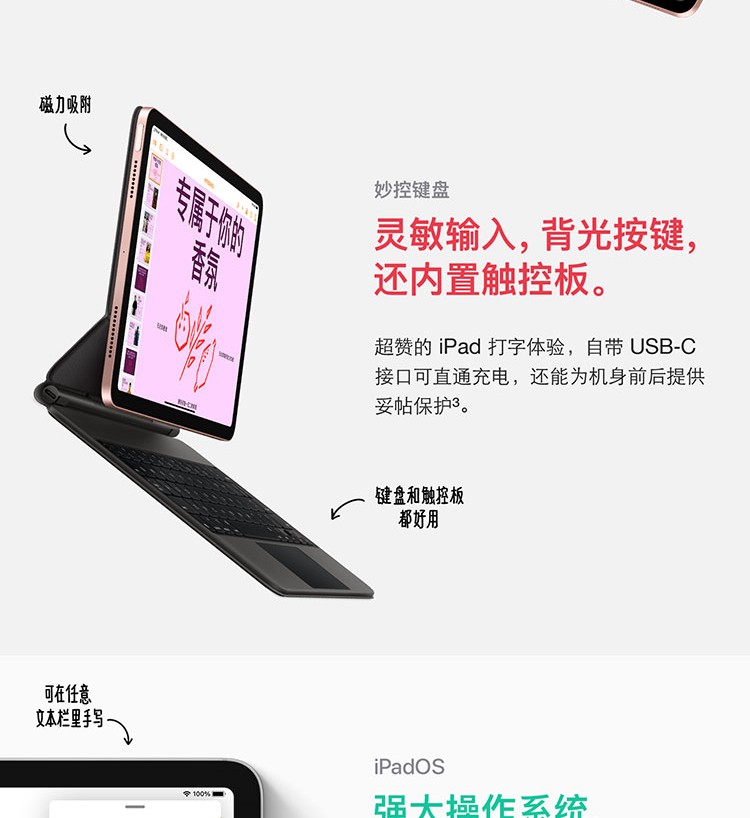 磁力吸附
妙控键盘
灵敏输入，背光按键，
还内置触控板。
专属于你的
香氛
超赞的 iPad 打字体验，自带 USB-C
接口可直通充电，还能为机身前后提供
妥帖保护³。
键盘和触控板
都好用
可在任意
文本栏里手写
iPadOS
100%
强大操作系统